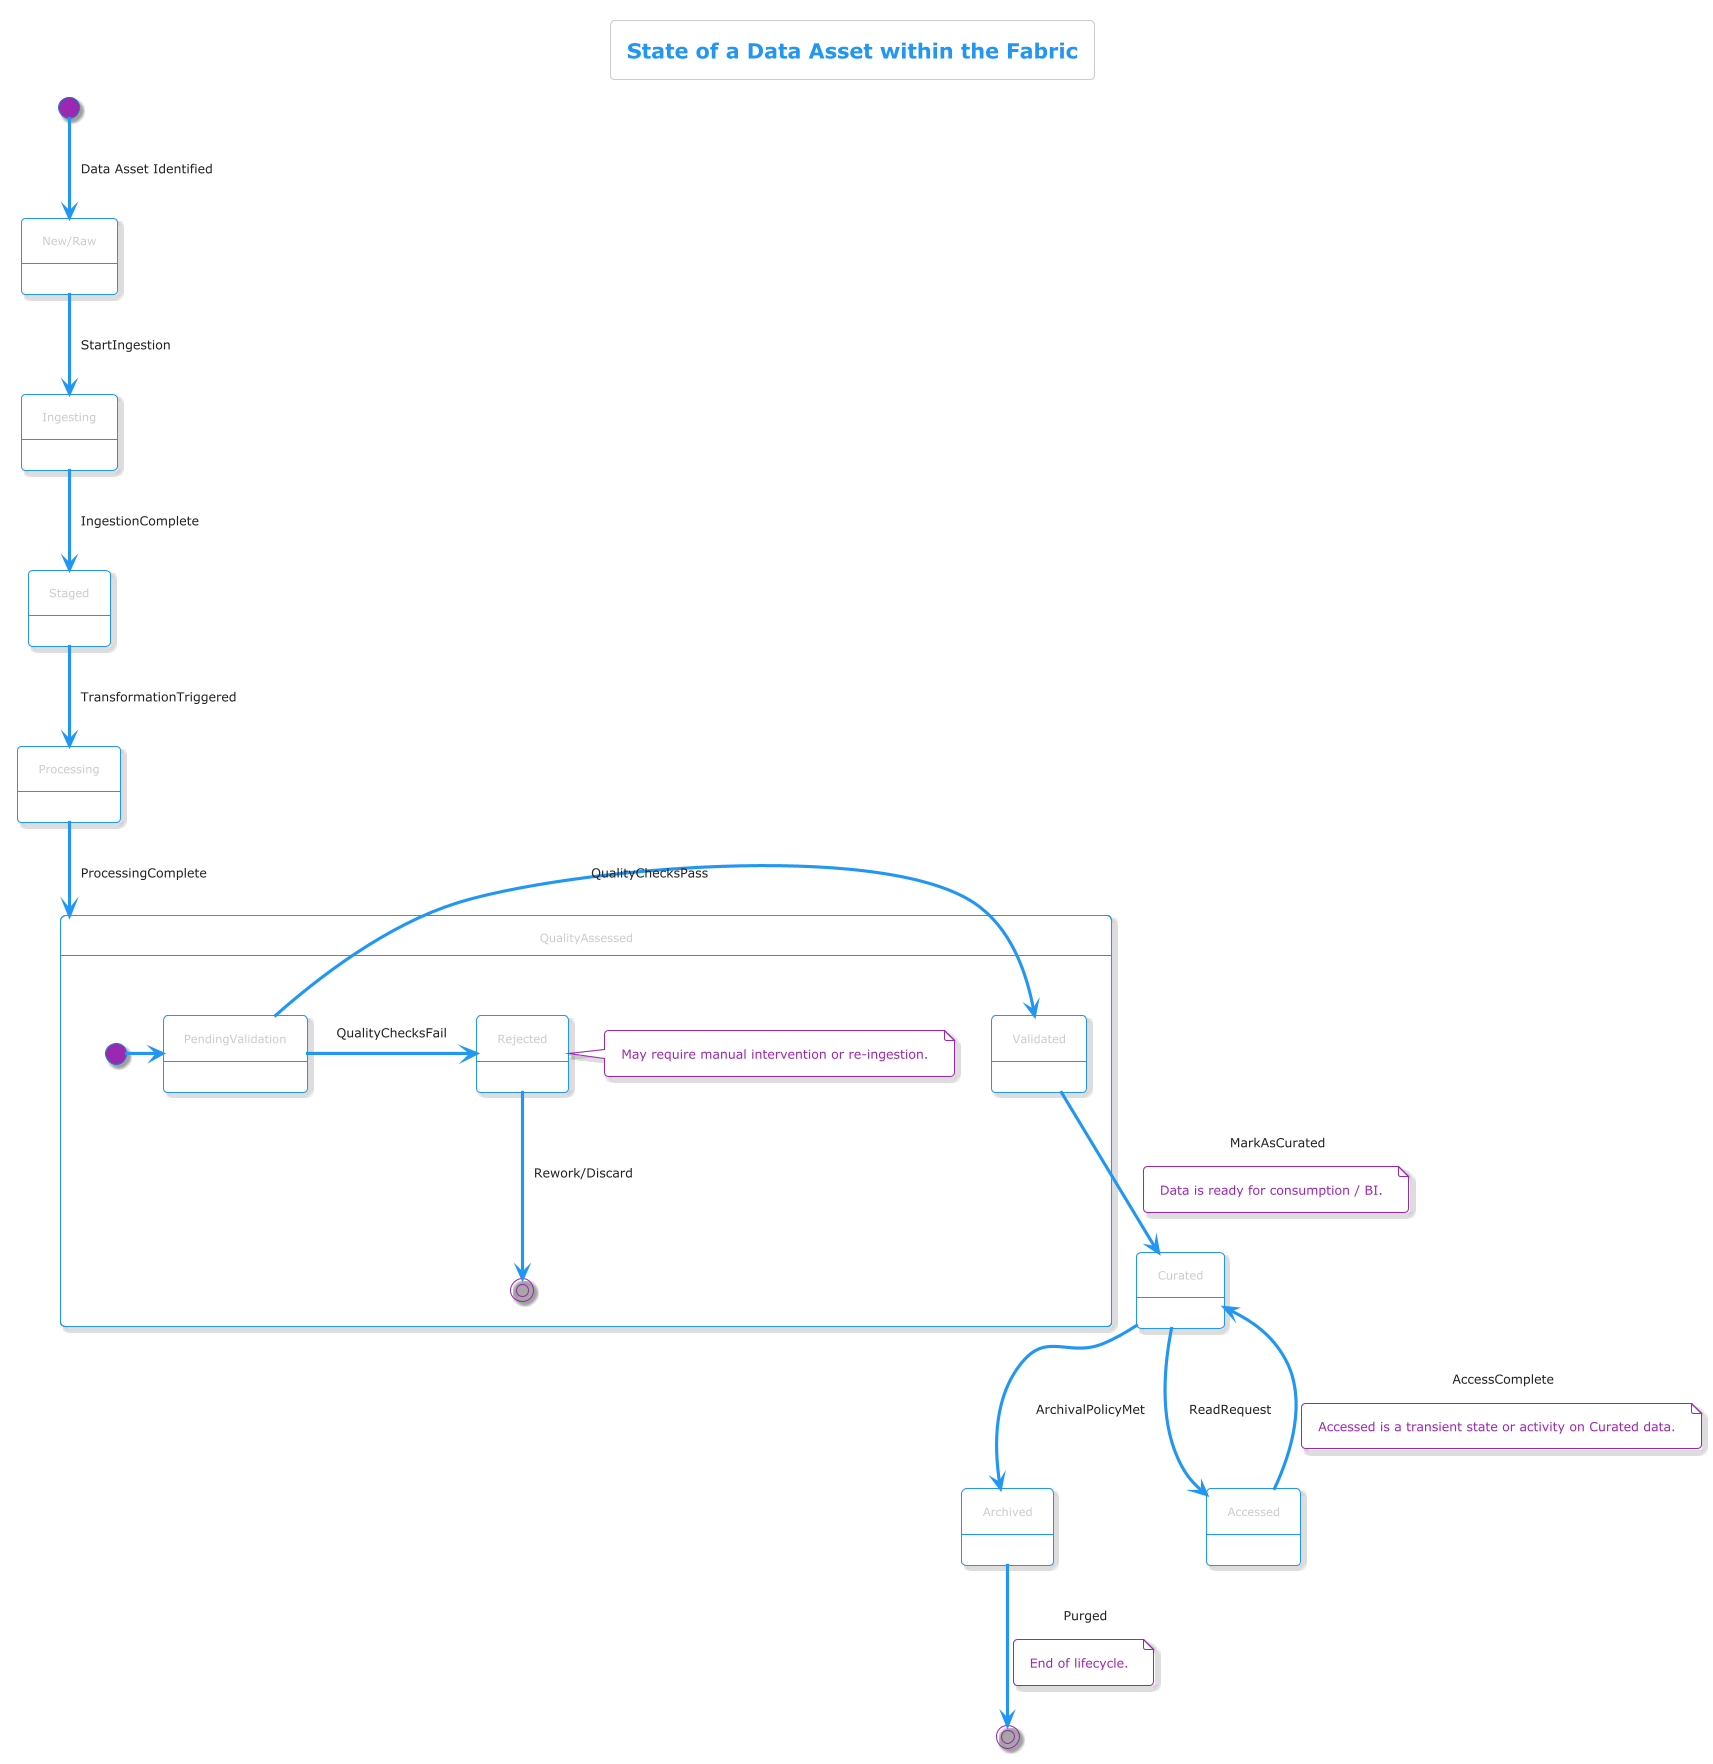 State of a Data Asset within the Fabric
Data Asset Identified
New/Raw
StartIngestion
Ingesting
IngestionComplete
Staged
TransformationTriggered
Processing
ProcessingComplete
QualityChecksPass
QualityAssessed
PendingValidation
QualityChecksFail
Rejected
May require manual intervention or re-ingestion.
Validated
Rework/Discard
MarkAsCurated
Data is ready for consumption / BI.
Curated
ArchivalPolicyMet
ReadRequest
AccessComplete
Accessed is a transient state or activity on Curated data.
Archived
Accessed
Purged
End of lifecycle.